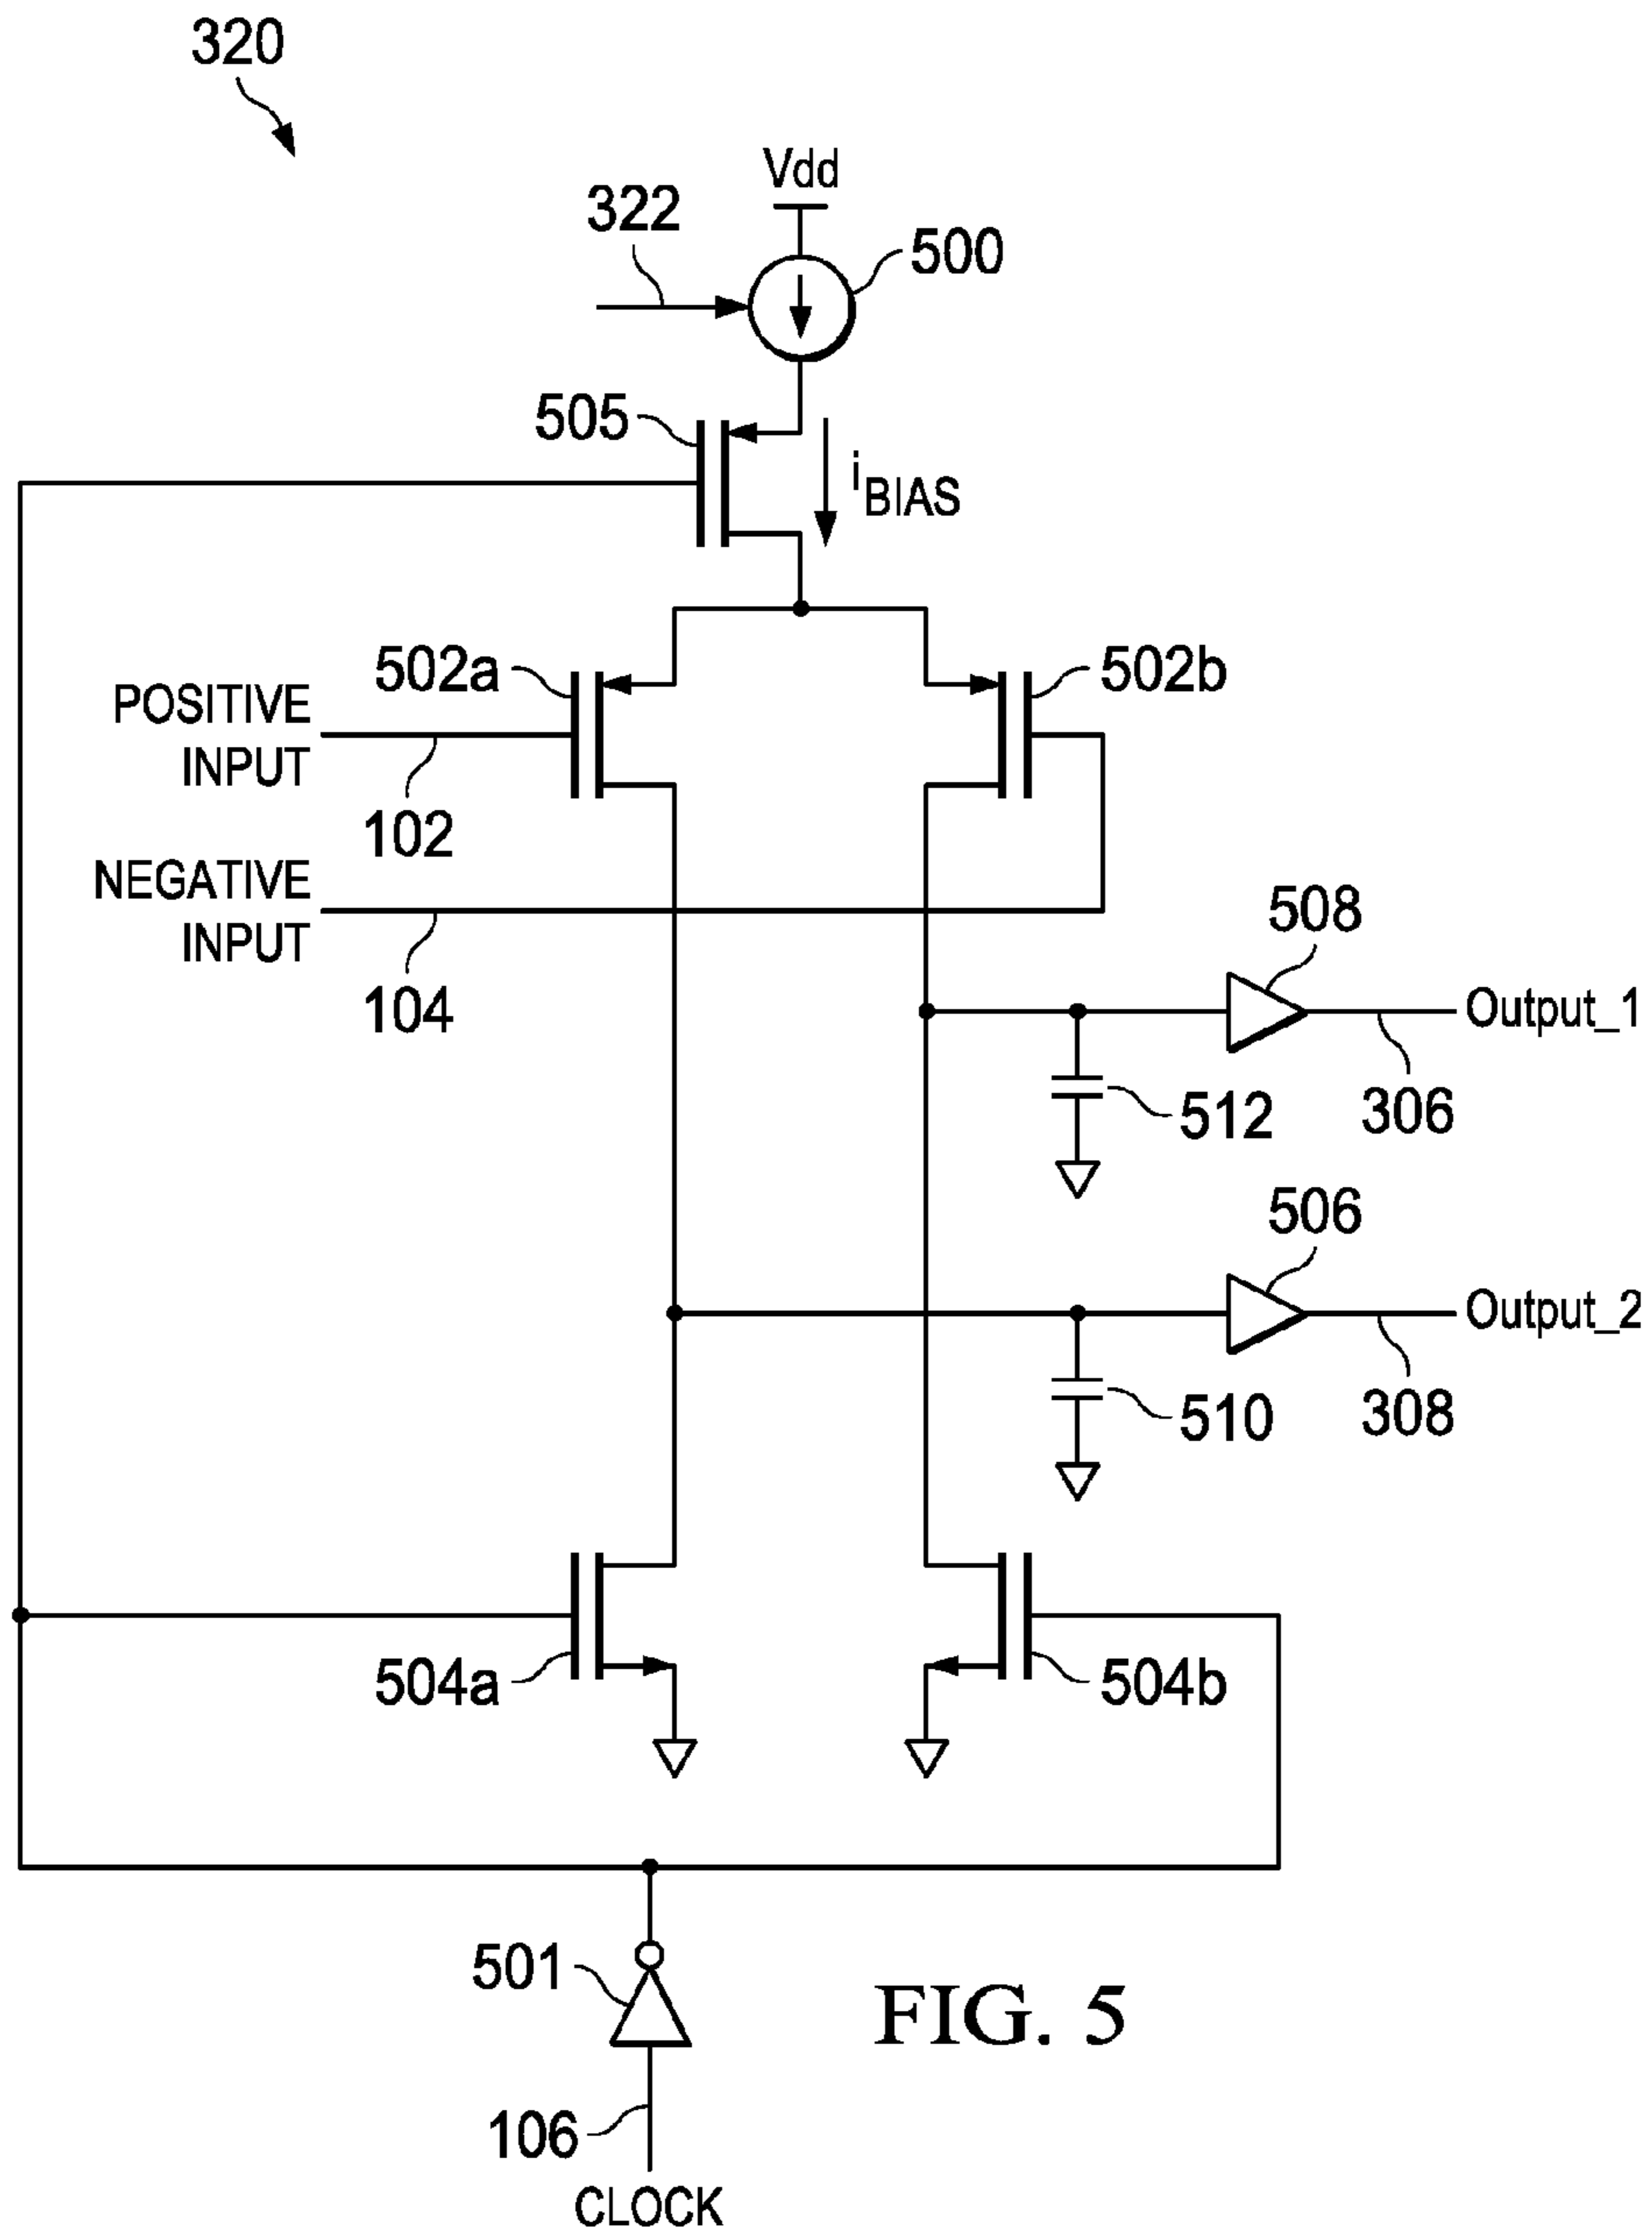 320
Vdd
322
500
505
iBIAS
502a
502b
POSITIVE
INPUT
102
NEGATIVE
INPUT
104
508
Output_1
512
306
506
Output_2
510
308
504a
504b
501
FIG. 5
106
CLOCK